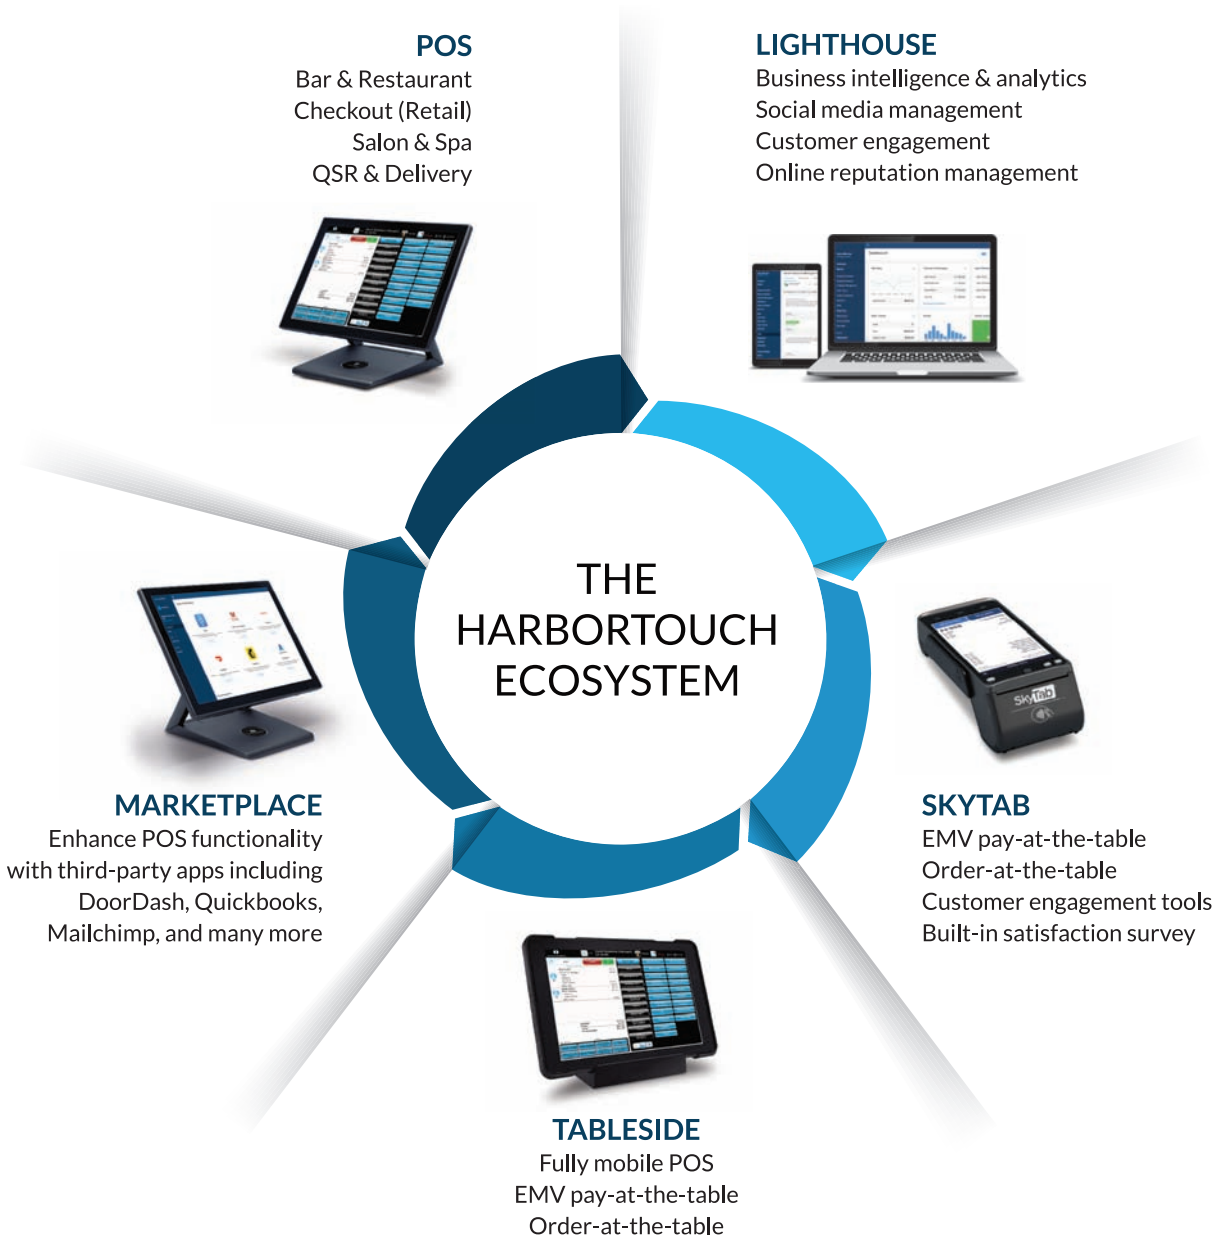 POS
Bar & Restaurant
Checkout (Retail)
Salon & Spa
QSR & Delivery
LIGHTHOUSE
Business intelligence & analytics
Social media management
Customer engagement
Online reputation management
THE
HARBORTOUCH
ECOSYSTEM
SkyTab
MARKETPLACE
Enhance POS functionality
with third-party apps including
DoorDash, Quickbooks,
Mailchimp, and many more
SKYTAB
EMV pay-at-the-table
Order-at-the-table
Customer engagement tools
Built-in satisfaction survey
TABLESIDE
Fully mobile POS
EMV pay-at-the-table
Order-at-the-table